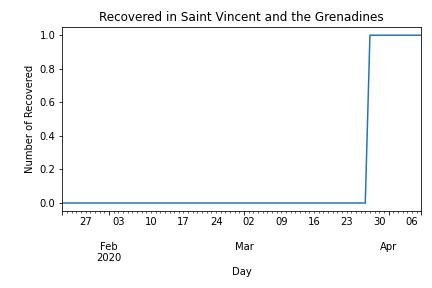 Recovered in Saint Vincent and the Grenadines
1.0
0.8
0.6
0.4
0.2
0.0
Number of Recovered
27 03 10 17 24 02 09 16 23 30 06
Feb Mar Apr
2020
Day